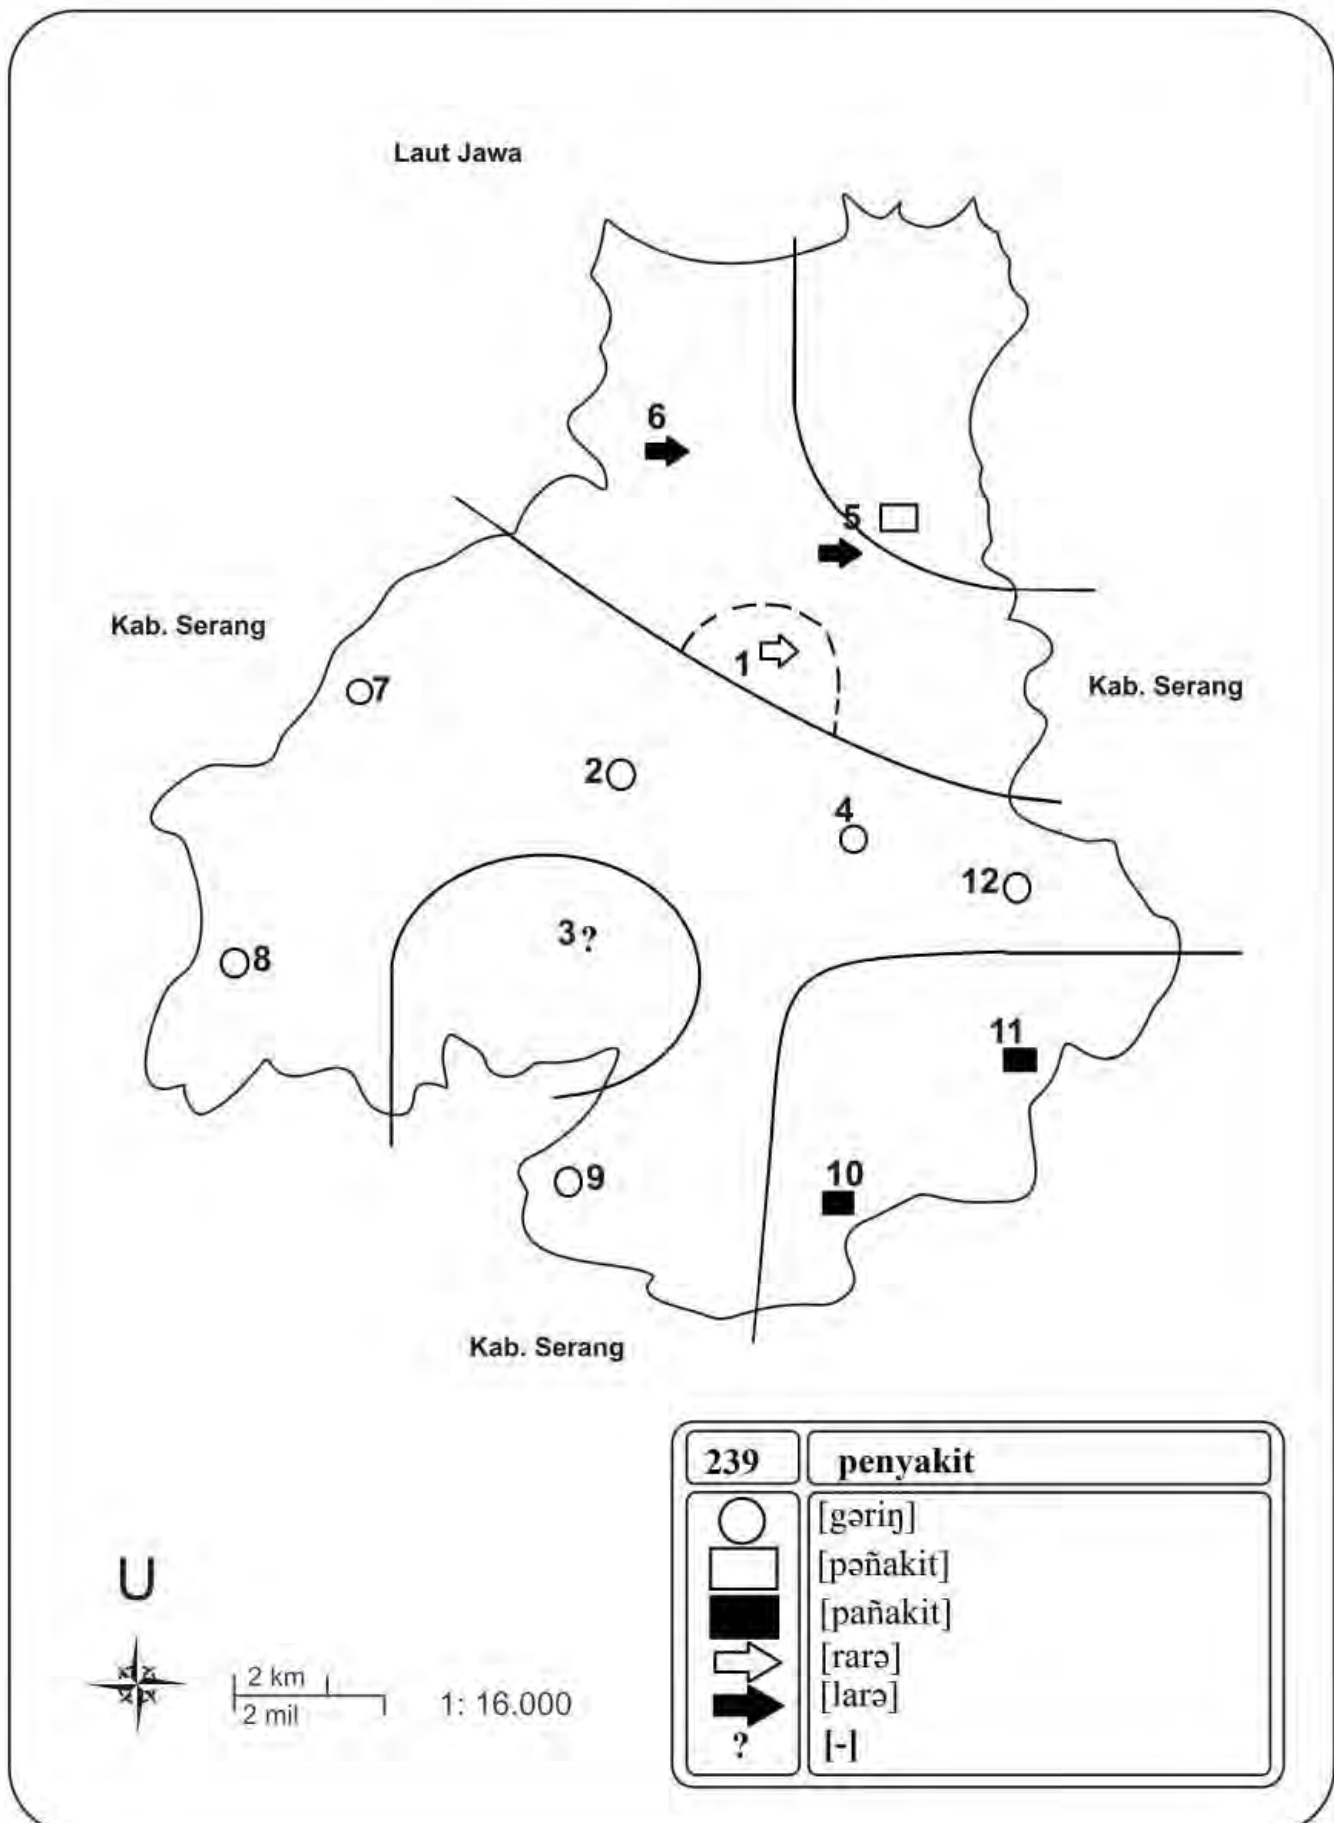 Laut Jawa
6
5
Kab. Serang
1
Kab. Serang
7
2
4
12
3 ?
8
11
10
9
Kab. Serang
239 penyakit
[gəriŋ]
[pəñakit]
[pañakit]
[rarə]
[larə]
? [-]
U
2 km
2 mil
1: 16.000